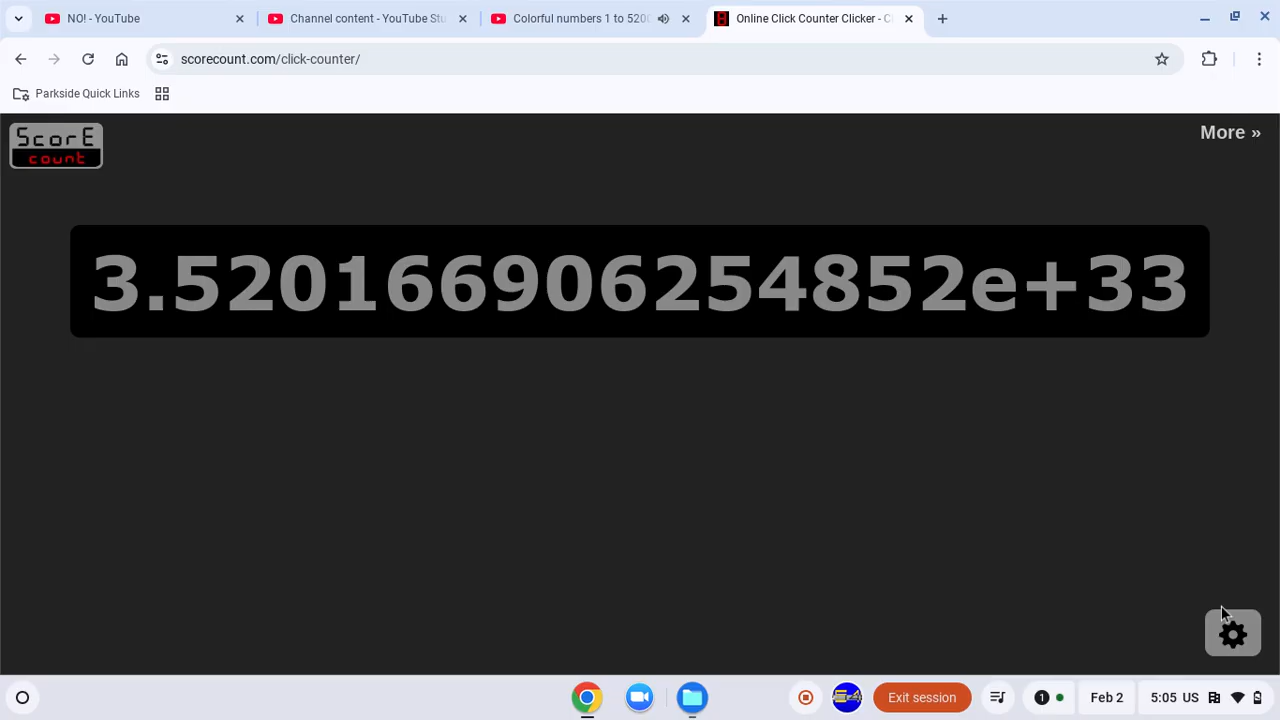 NO! - YouTube
Channel content - YouTube Stu
Colorful numbers 1 to 5200
Online Click Counter Clicker - C
scorecount.com/click-counter/
Parkside Quick Links
ScorE
count
More »
3.520166906254852e+33
Exit session
1
Feb 2
5:05 US